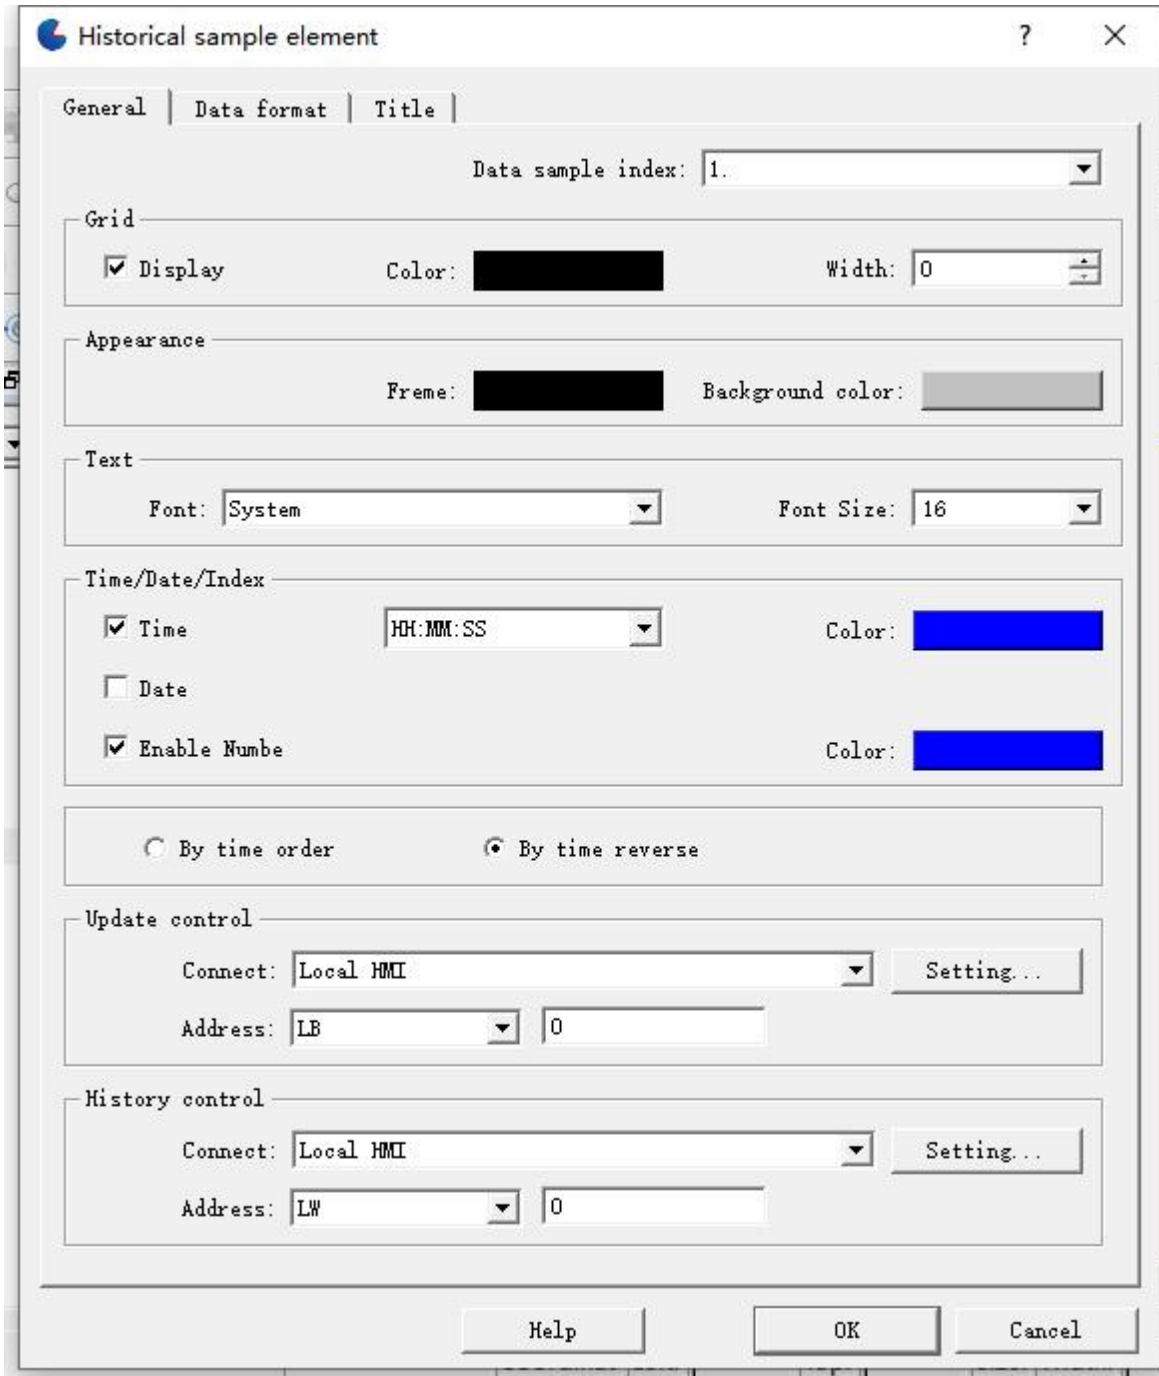 Historical sample element ?
General Data format Title
Data sample index: 1.
Grid
Display Color: Width: 0
Appearance
Freme: Background color:
Text
Font: System Font Size: 16
Time/Date/Index
Time HH:MM:SS Color:
Date
Enable Numbe Color:
By time order By time reverse
Update control
Connect: Local HMI Setting...
Address: LB 0
History control
Connect: Local HMI Setting...
Address: LW 0
Help OK Cancel